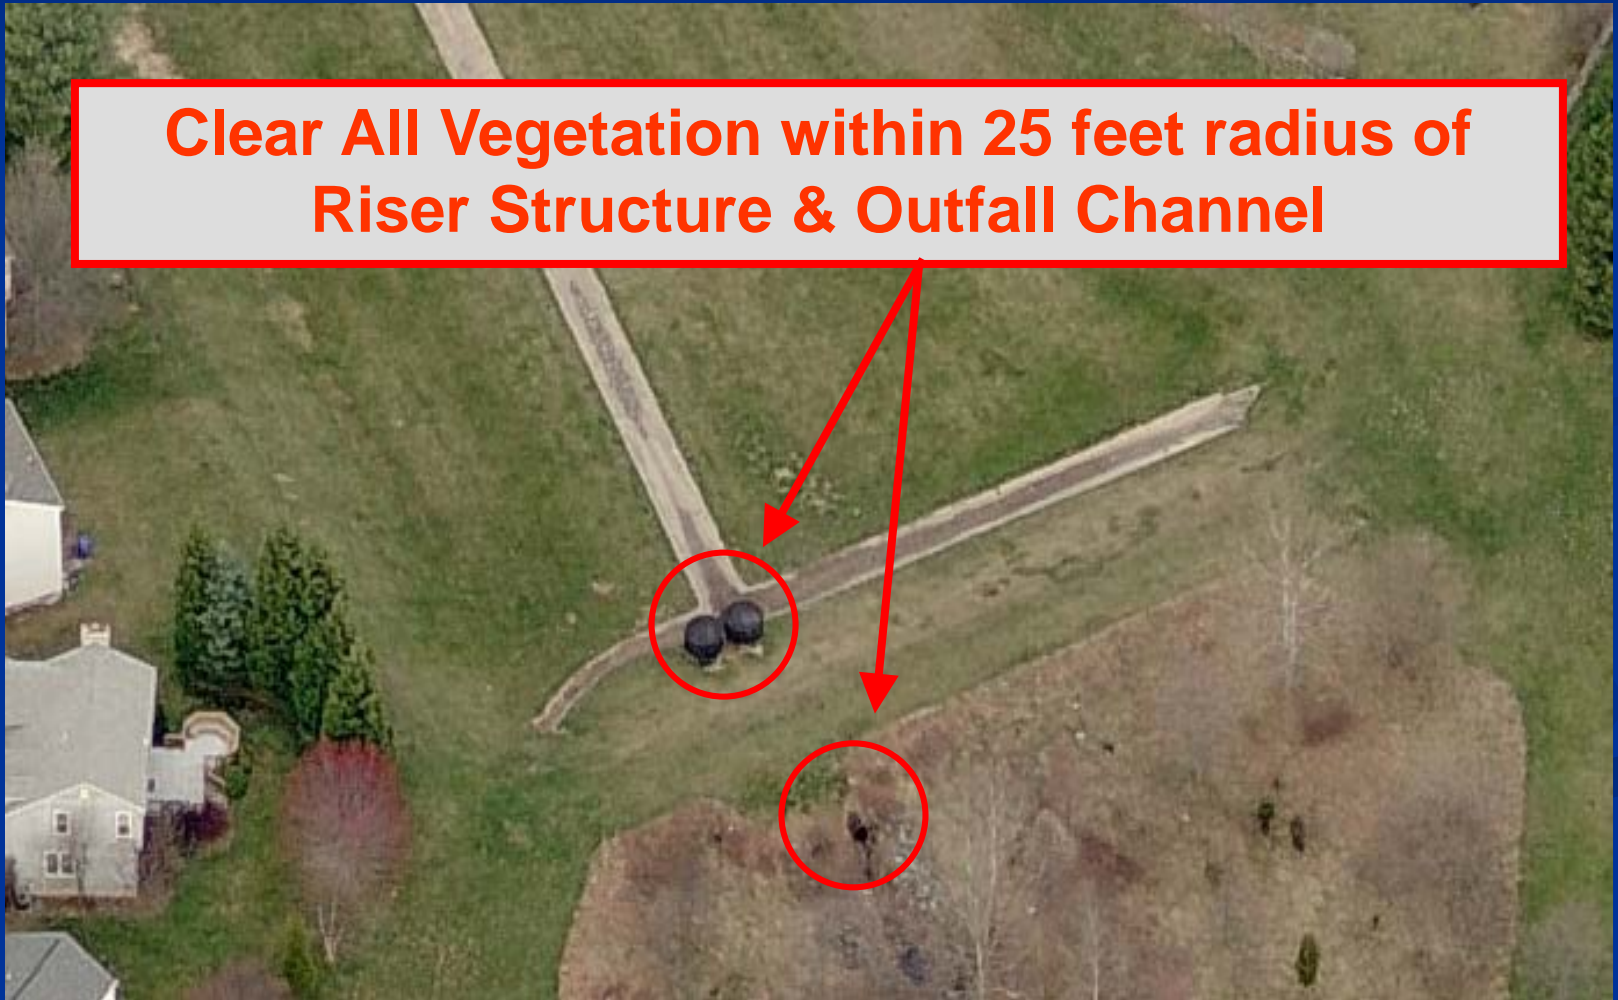 Clear All Vegetation within 25 feet radius of
Riser Structure & Outfall Channel